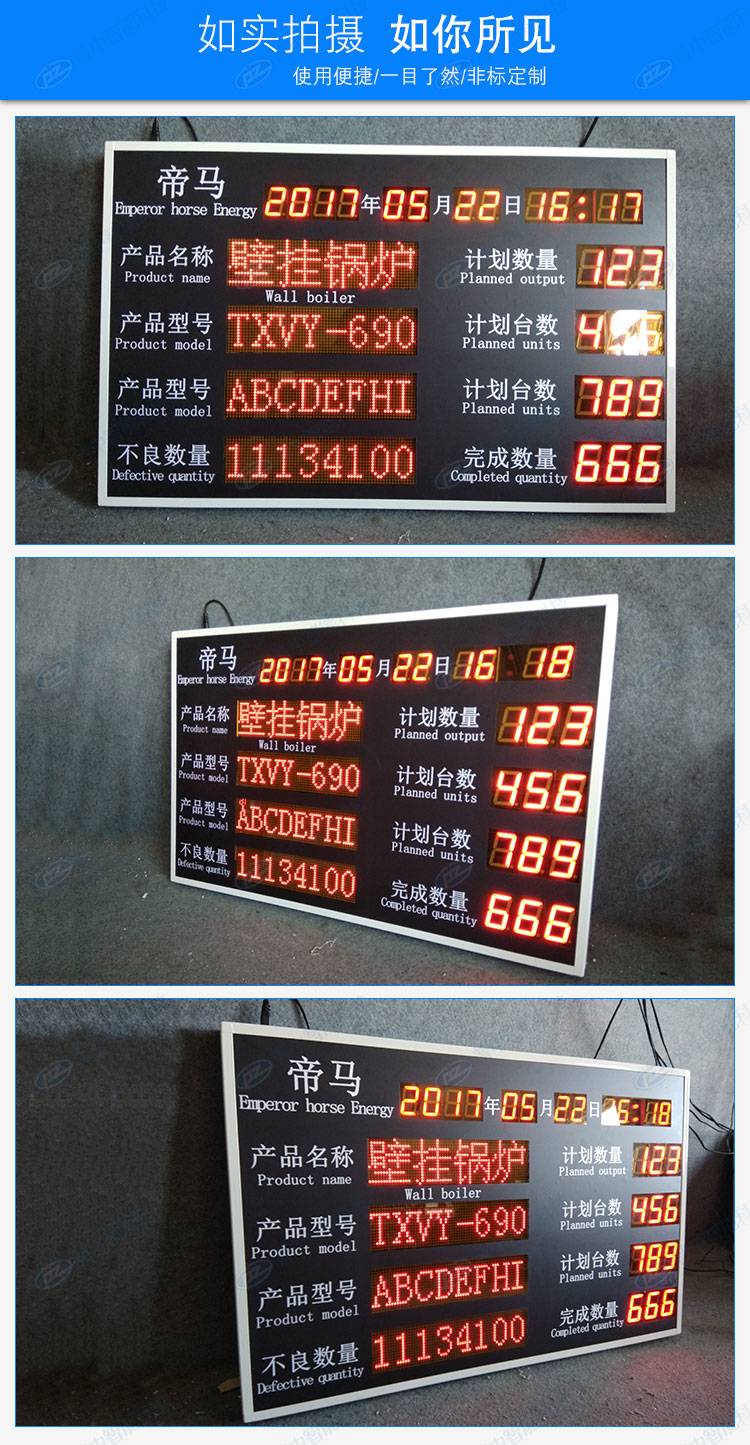 如实拍摄 如你所见
使用便捷/一目了然/非标定制
帝马
Emperor horse Energy 2017年05月22日 16:17
产品名称 壁挂锅炉 计划数量 123
Product name Wall boiler Planned output
产品型号 TXVY-690 计划台数
Product model Planned units
产品型号 ABCDEFHI 计划台数 789
Product model Planned units
不良数量 11134100 完成数量 666
Defective quantity Completed quantity
帝马
Emperor horse Energy 2017年05月22日 16 18
产品名称 壁挂锅炉 计划数量 123
Product name Wall boiler Planned output
产品型号 TXVY-690 计划台数 456
Product model Planned units
产品型号 ABCDEFHI 计划台数 789
Product model Planned units
不良数量 11134100 完成数量 666
Defective quantity Completed quantity
帝马
Emperor horse Energy 2017年05月22日 16:18
产品名称 壁挂锅炉 计划数量 123
Product name Wall boiler Planned output
产品型号 TXVY-690 计划台数 456
Product model Planned units
产品型号 ABCDEFHI 计划台数 789
Product model Planned units
不良数量 11134100 完成数量 666
Defective quantity Completed quantity